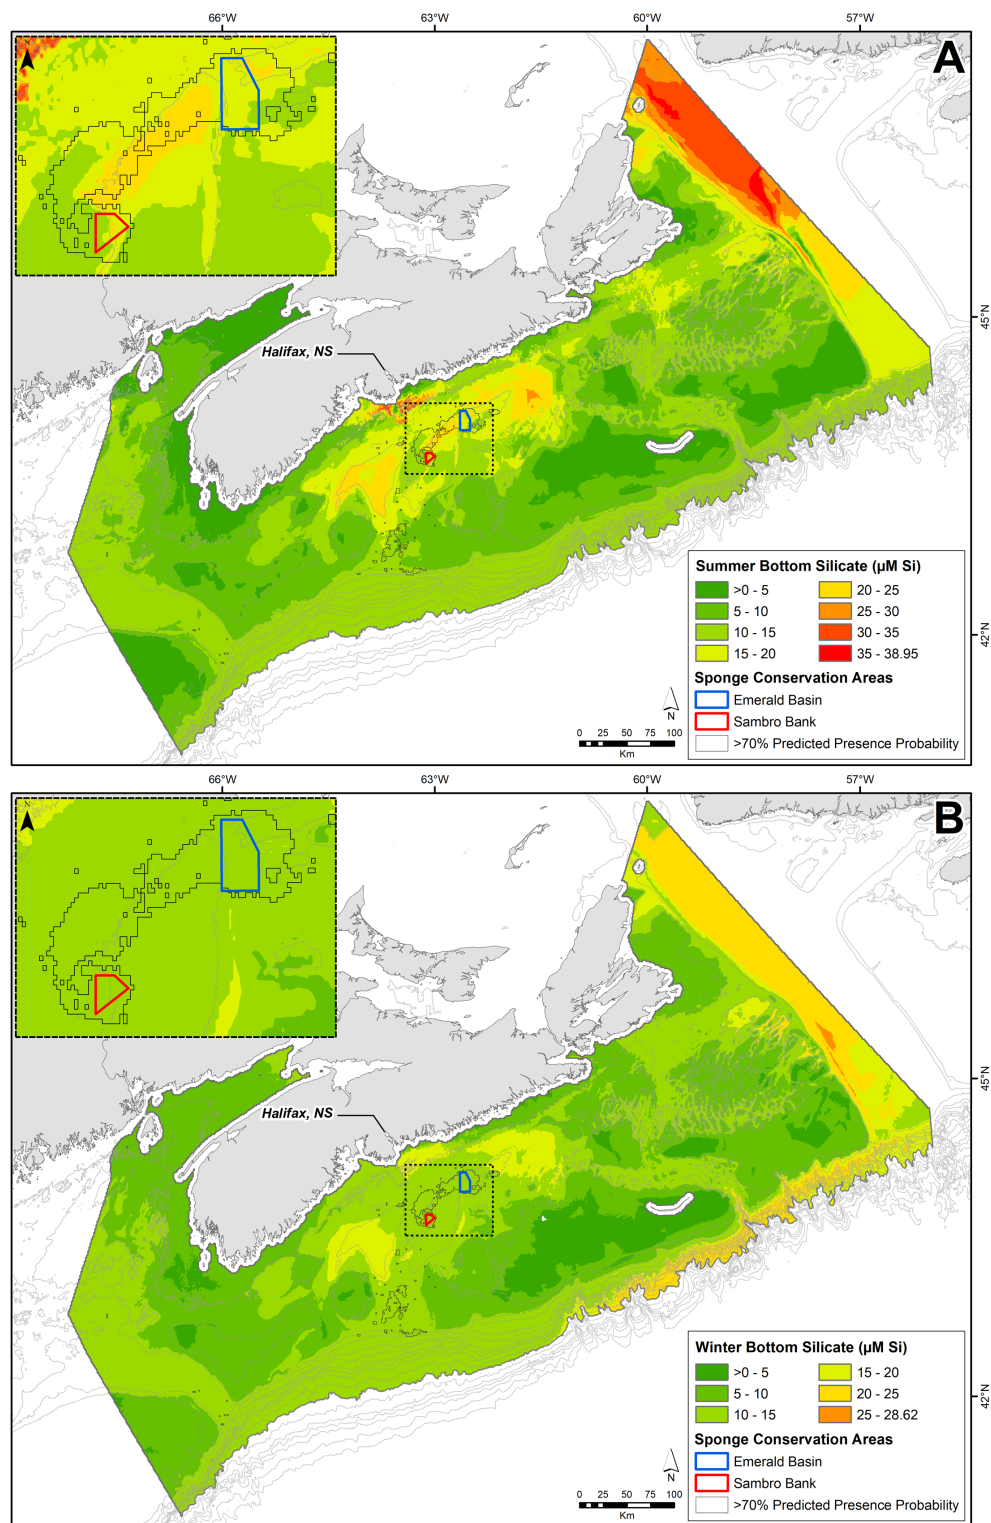 66°W 63°W 60°W 57°W
N
A
45°N
Halifax, NS
42°N
Summer Bottom Silicate (µM Si)
>0 - 5 20 - 25
5 - 10 25 - 30
10 - 15 30 - 35
15 - 20 35 - 38.95
Sponge Conservation Areas
Emerald Basin
Sambro Bank
>70% Predicted Presence Probability
N
0 25 50 75 100
Km
66°W 63°W 60°W 57°W
N
B
45°N
Halifax, NS
42°N
Winter Bottom Silicate (µM Si)
>0 - 5 15 - 20
5 - 10 20 - 25
10 - 15 25 - 28.62
Sponge Conservation Areas
Emerald Basin
Sambro Bank
>70% Predicted Presence Probability
N
0 25 50 75 100
Km